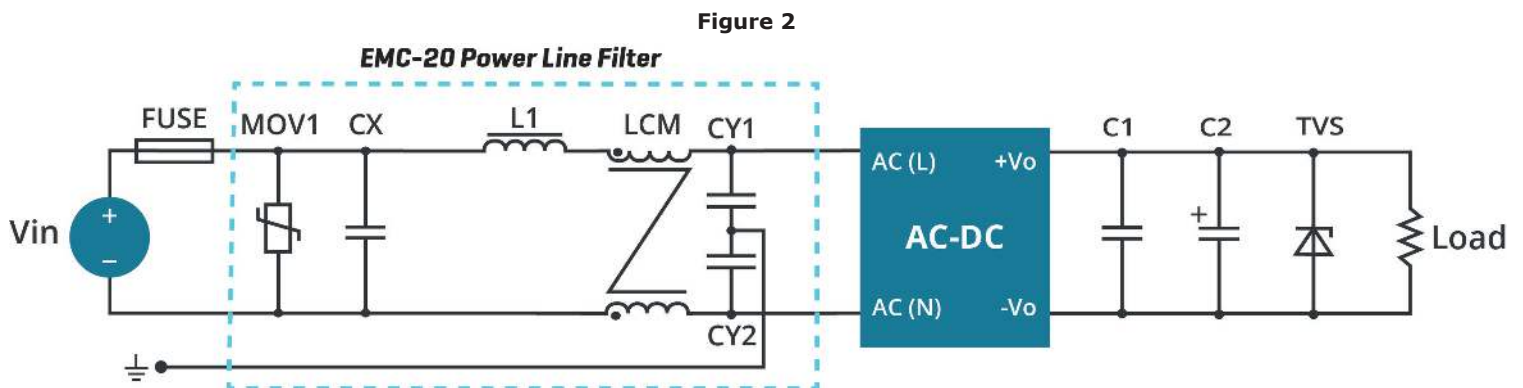 Figure 2
EMC-20 Power Line Filter
FUSE MOV1 CX L1 LCM CY1 C1 C2 TVS
AC (L) +Vo
+ +
Vin AC-DC Load
–
AC (N) -Vo
CY2